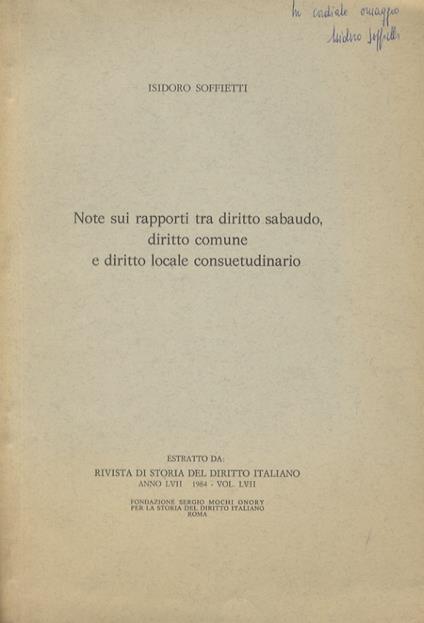 In cordiale omaggio
Isidoro Soffietti
ISIDORO SOFFIETTI
Note sui rapporti tra diritto sabaudo,
diritto comune
e diritto locale consuetudinario
ESTRATTO DA:
RIVISTA DI STORIA DEL DIRITTO ITALIANO
ANNO LVII 1984 - VOL. LVII
FONDAZIONE SERGIO MOCHI ONORY
PER LA STORIA DEL DIRITTO ITALIANO
ROMA